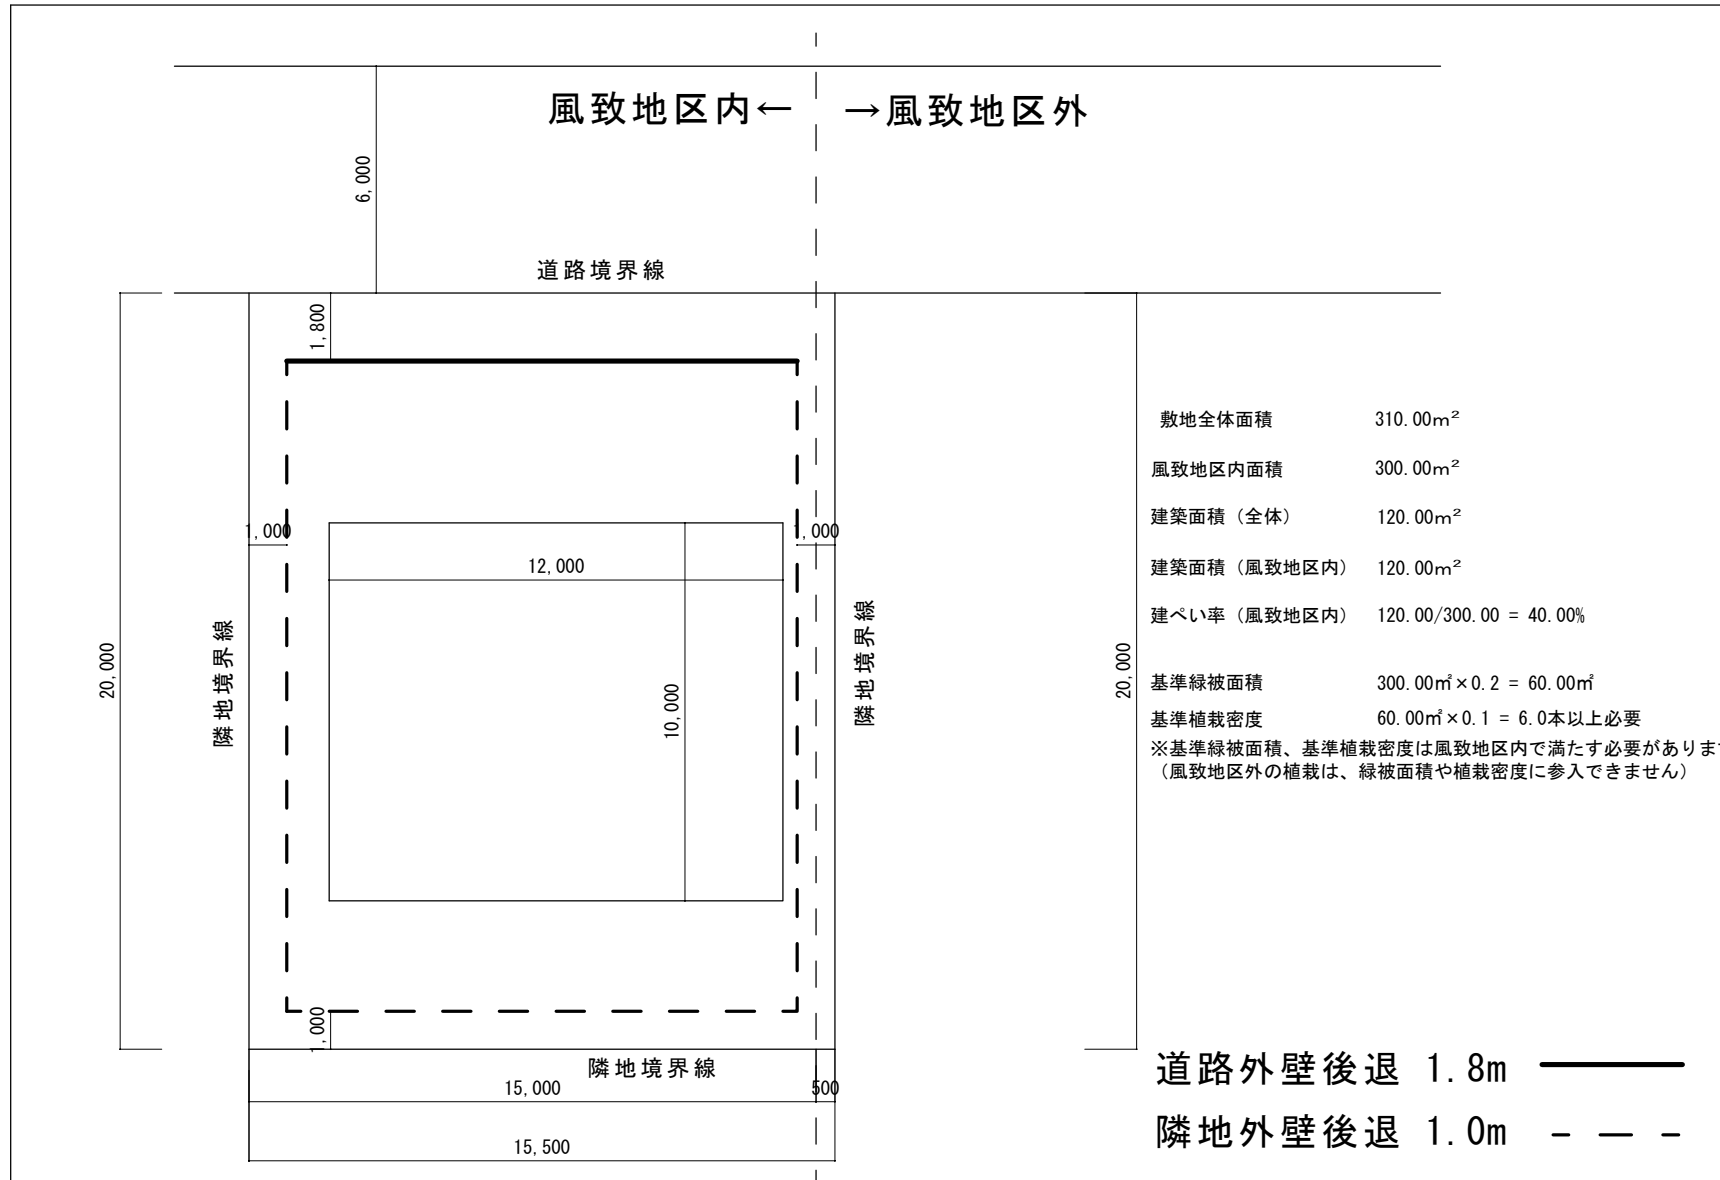 風致地区内← →風致地区外
6,000
道路境界線
1,800
敷地全体面積 310.00m²
風致地区内面積 300.00m²
建築面積（全体） 120.00m²
1,000 1,000
12,000
建築面積（風致地区内） 120.00m²
建ぺい率（風致地区内） 120.00/300.00 = 40.00%
隣地境界線
隣地境界線
20,000
20,000
10,000
基準緑被面積 300.00㎡×0.2 = 60.00㎡
基準植栽密度 60.00㎡×0.1 = 6.0本以上必要
※基準緑被面積、基準植栽密度は風致地区内で満たす必要があります
（風致地区外の植栽は、緑被面積や植栽密度に参入できません）
1,000
隣地境界線
15,000 500
15,500
道路外壁後退 1.8m
隣地外壁後退 1.0m